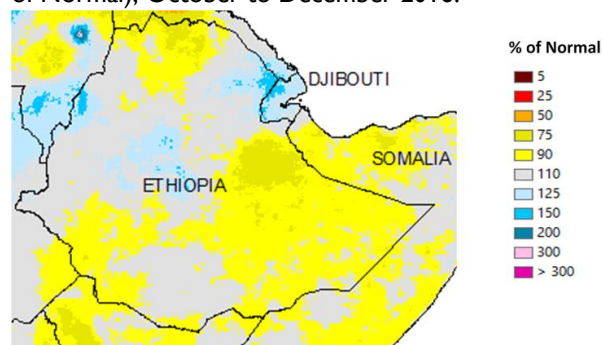 of Normal), October to December
% of Normal
DJIBOUTI
SOMALIA
ETHIOPIA
5
25
50
75
90
110
125
150
200
300
> 300